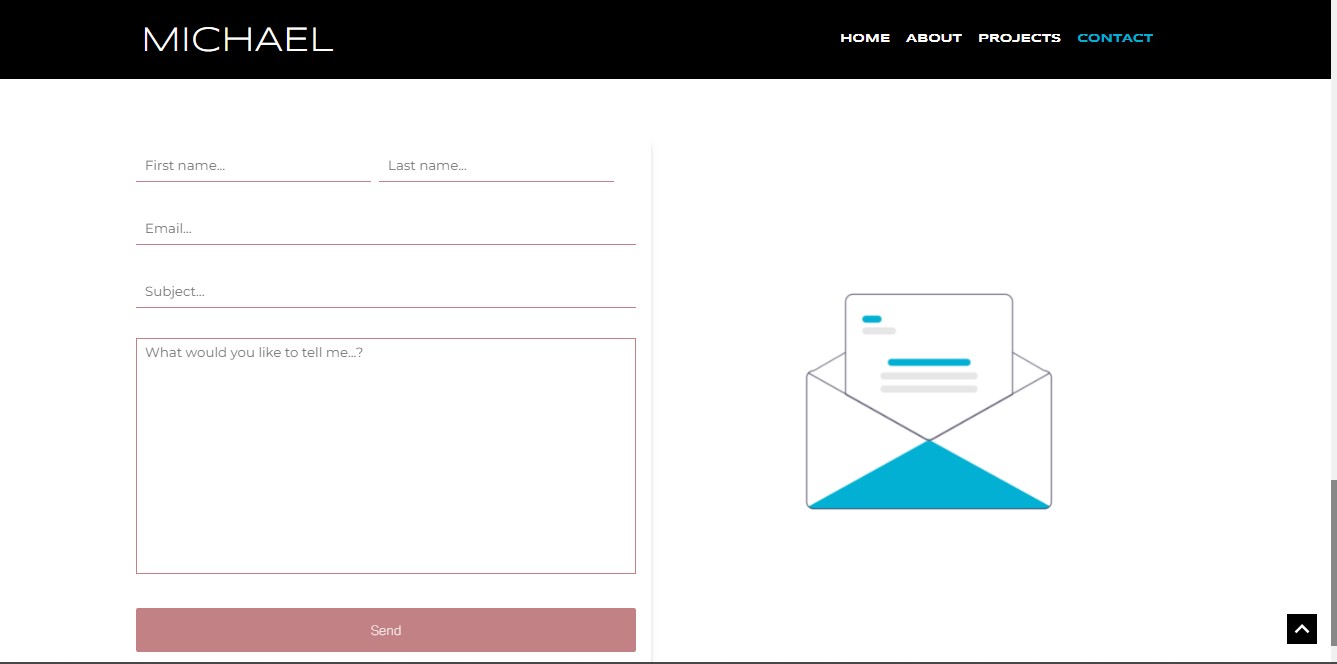 MICHAEL
HOME ABOUT PROJECTS CONTACT
First name... Last name...
Email...
Subject...
What would you like to tell me...?
Send